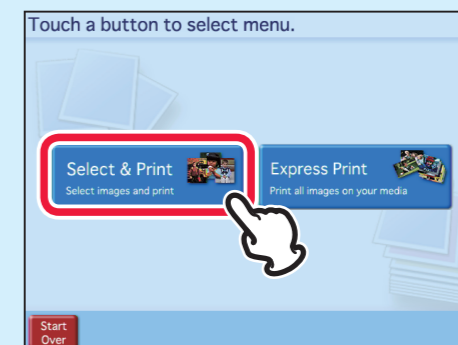 Touch a button to select menu.
Select & Print
Select images and print
Express Print
Print all images on your media
Start
Over